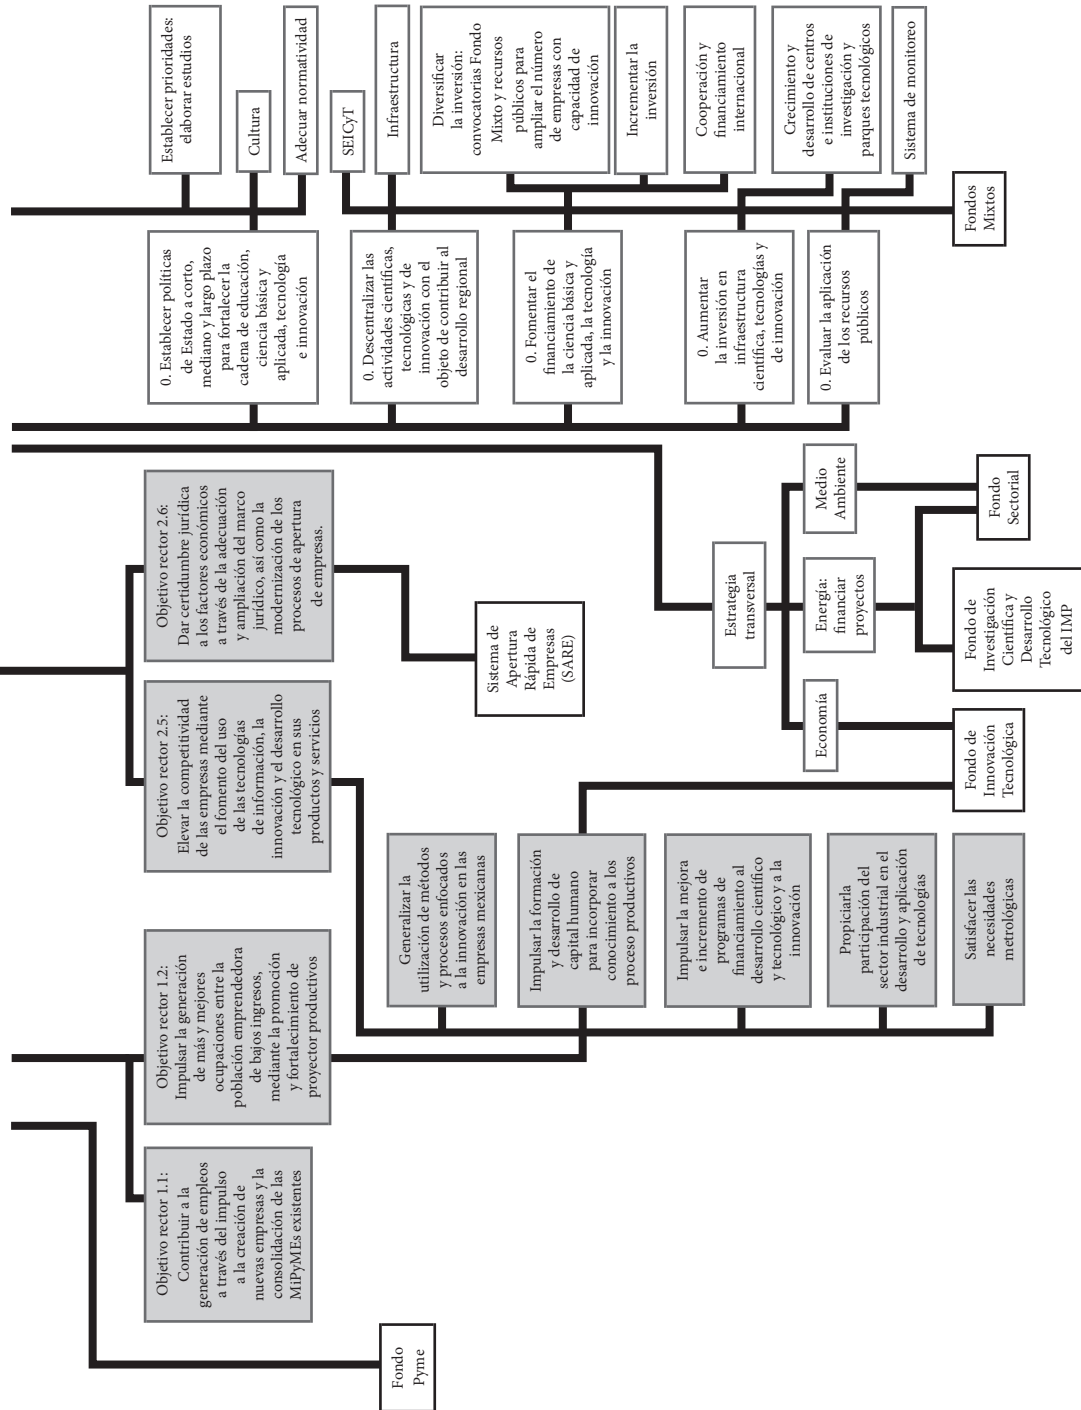 Objetivo rector 1.1:
Contribuir a la
generación de empleos
a través del impulso
a la creación de
nuevas empresas y la
consolidación de las
MiPyMEs existentes
Objetivo rector 1.2:
Impulsar la generación
de más y mejores
ocupaciones entre la
población emprendedora
de bajos ingresos,
mediante la promoción
y fortalecimiento de
proyector productivos
Objetivo rector 2.5:
Elevar la competitividad
de las empresas mediante
el fomento del uso
de las tecnologías
de información, la
innovación y el desarrollo
tecnológico en sus
productos y servicios
Objetivo rector 2.6:
Dar certidumbre jurídica
a los factores económicos
a través de la adecuación
y ampliación del marco
jurídico, así como la
modernización de los
procesos de apertura
de empresas.
0. Establecer políticas
de Estado a corto,
mediano y largo plazo
para fortalecer la
cadena de educación,
ciencia básica y
aplicada, tecnología
e innovación
Establecer prioridades:
elaborar estudios
Cultura
Adecuar normatividad
Fondo
Pyme
Generalizar la
utilización de métodos
y procesos enfocados
a la innovación en las
empresas mexicanas
Impulsar la formación
y desarrollo de
capital humano
para incorporar
conocimiento a los
proceso productivos
Impulsar la mejora
e incremento de
programas de
financiamiento al
desarrollo científico
y tecnológico y a la
innovación
Propiciarla
participación del
sector industrial en el
desarrollo y aplicación
de tecnologías
Satisfacer las
necesidades
metrológicas
Sistema de
Apertura
Rápida de
Empresas
(SARE)
0. Descentralizar las
actividades científicas,
tecnológicas y de
innovación con el
objeto de contribuir al
desarrollo regional
SEICyT
Infraestructura
0. Fomentar el
financiamiento de
la ciencia básica y
aplicada, la tecnología
y la innovación
Diversificar
la inversión:
convocatorias Fondo
Mixto y recursos
públicos para
ampliar el número
de empresas con
capacidad de
innovación
Incrementar la
inversión
Cooperación y
financiamiento
internacional
0. Aumentar
la inversión en
infraestructura
científica, tecnologías y
de innovación
Crecimiento y
desarrollo de centros
e instituciones de
investigación y
parques tecnológicos
0. Evaluar la aplicación
de los recursos
públicos
Sistema de monitoreo
Estrategia
transversal
Economía
Energía:
financiar
proyectos
Medio
Ambiente
Fondo de
Innovación
Tecnológica
Fondo de
Investigación
Científica y
Desarrollo
Tecnológico
del IMP
Fondo
Sectorial
Fondos
Mixtos